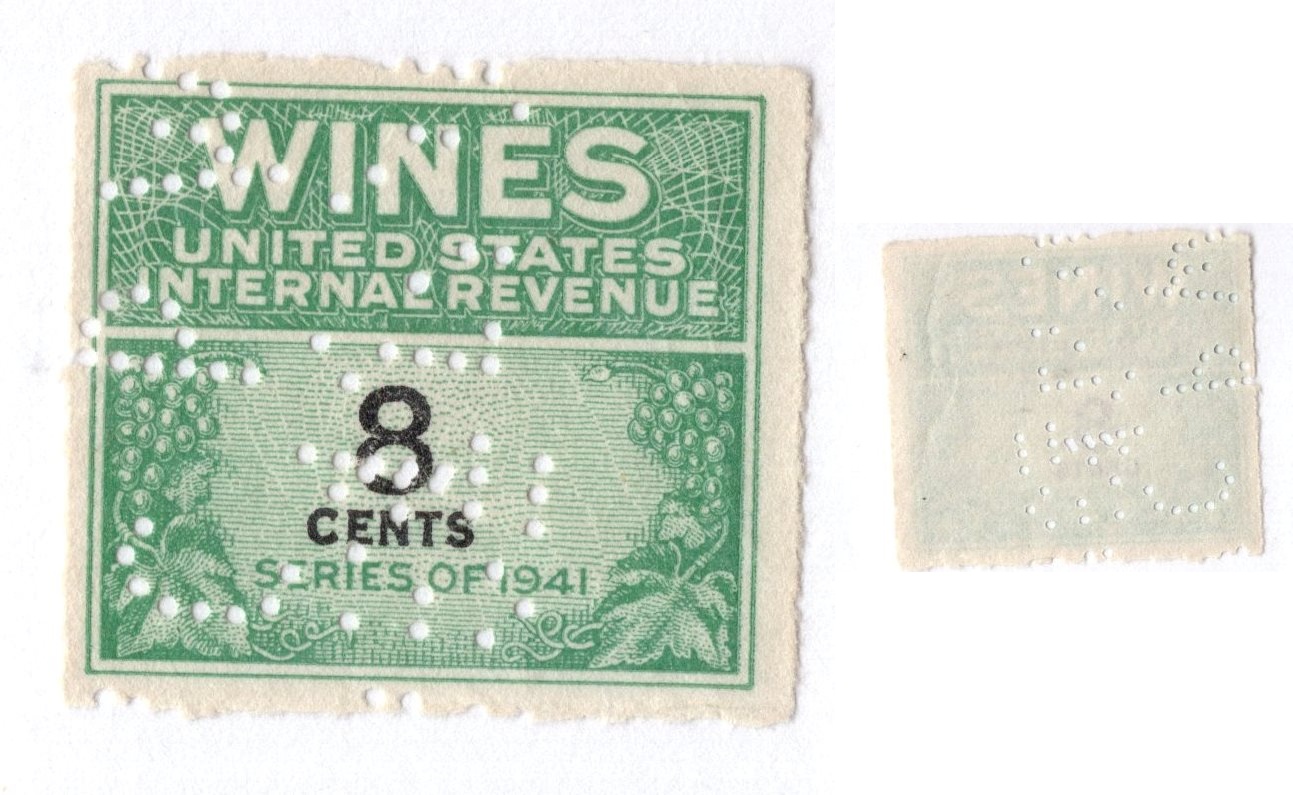 WINES
UNITED STATES
INTERNAL REVENUE
8
CENTS
SERIES OF 1941